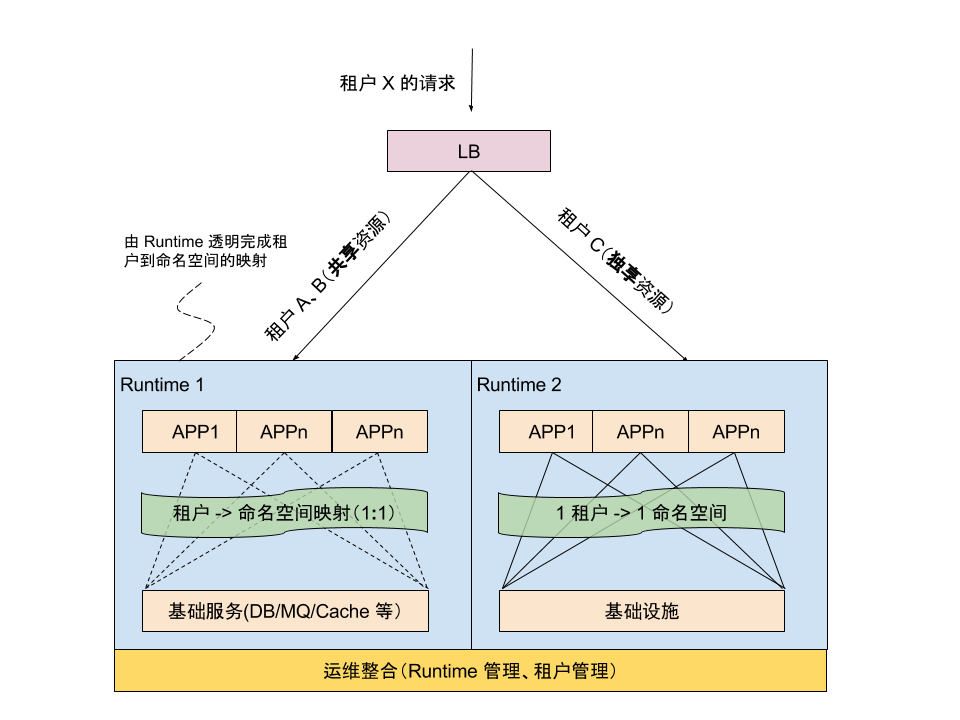 租户 X 的请求
LB
由 Runtime 透明完成租
户到命名空间的映射
租户 A、B（共享资源）
租户 C（独享资源）
Runtime 1
Runtime 2
APP1
APPn
APPn
APP1
APPn
APPn
租户 -> 命名空间映射（1:1）
1 租户 -> 1 命名空间
基础服务(DB/MQ/Cache 等）
基础设施
运维整合（Runtime 管理、租户管理）